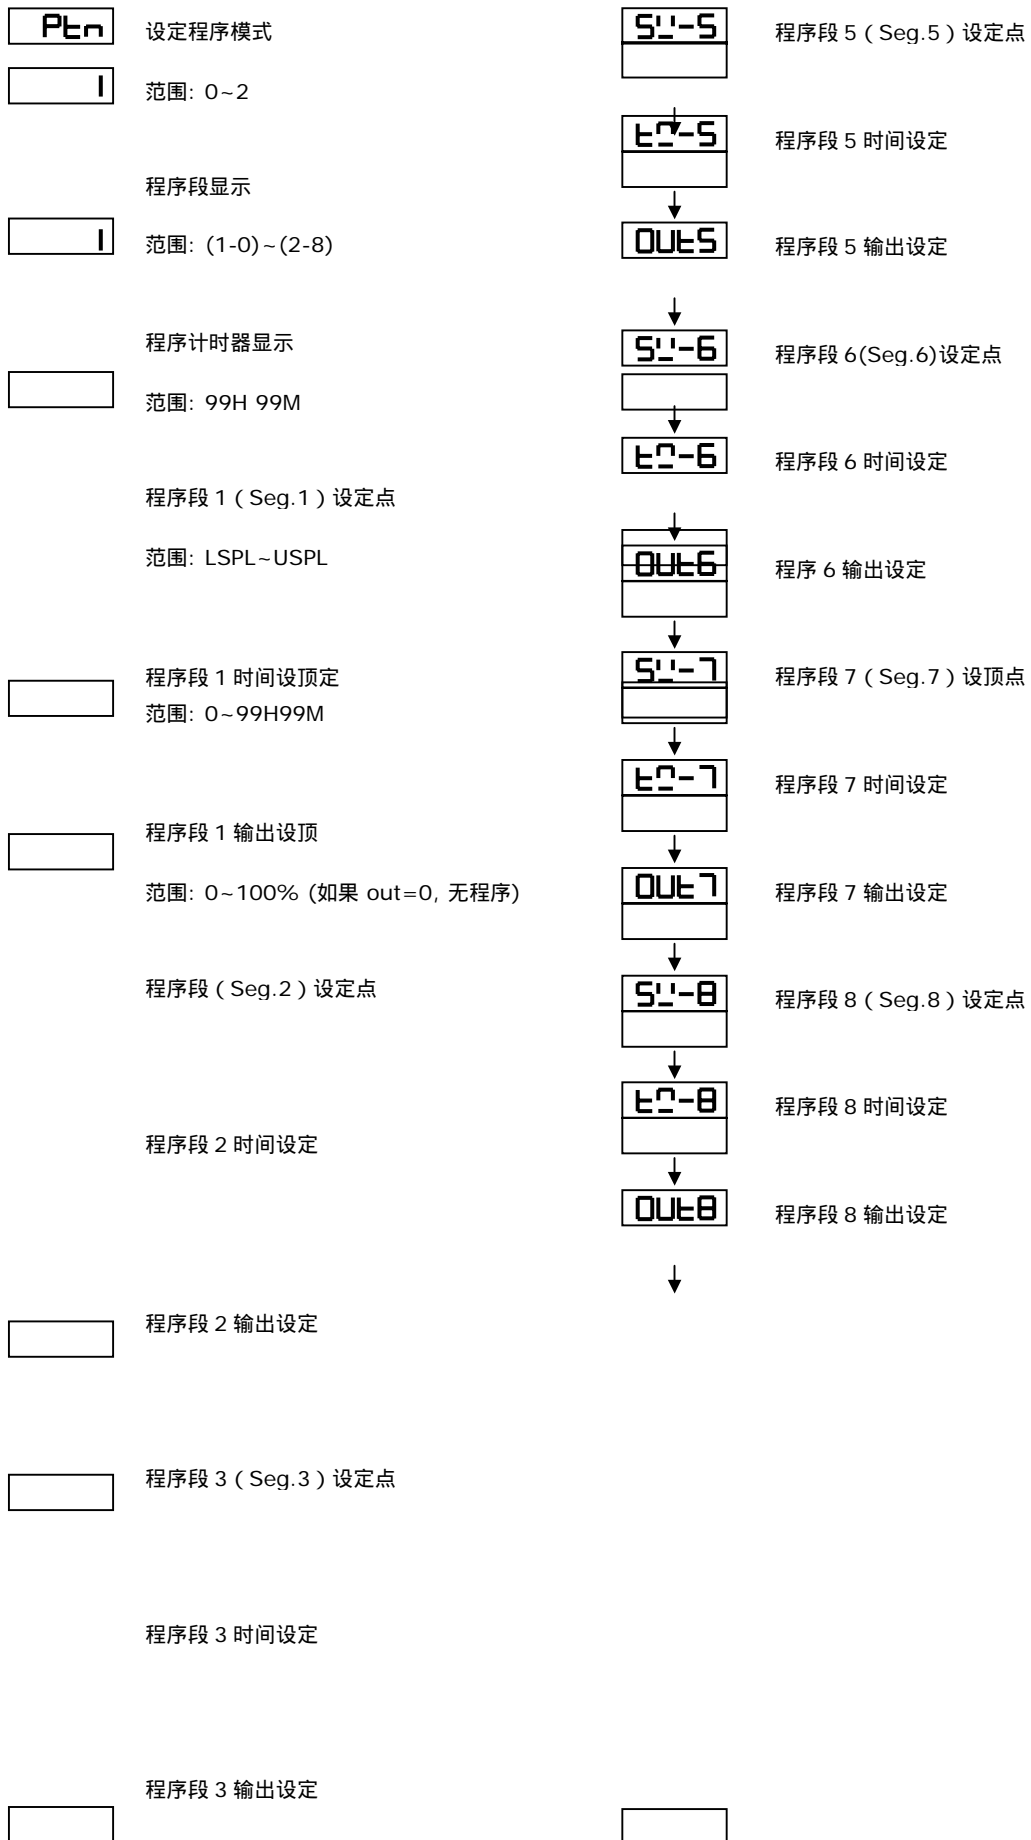 Ptn
设定程序模式
1
范围: 0~2
程序段显示
1
范围: (1-0)~(2-8)
程序计时器显示
范围: 99H 99M
程序段 1（Seg.1）设定点
范围: LSPL~USPL
程序段 1 时间设顶定
范围: 0~99H99M
程序段 1 输出设顶
范围: 0~100% (如果 out=0, 无程序)
程序段（Seg.2）设定点
程序段 2 时间设定
程序段 2 输出设定
程序段 3（Seg.3）设定点
程序段 3 时间设定
程序段 3 输出设定
SV-5
程序段 5（Seg.5）设定点
tM-5
程序段 5 时间设定
OUt5
程序段 5 输出设定
SV-6
程序段 6(Seg.6)设定点
tM-6
程序段 6 时间设定
OUt6
程序 6 输出设定
SV-7
程序段 7（Seg.7）设顶点
tM-7
程序段 7 时间设定
OUt7
程序段 7 输出设定
SV-8
程序段 8（Seg.8）设定点
tM-8
程序段 8 时间设定
OUt8
程序段 8 输出设定